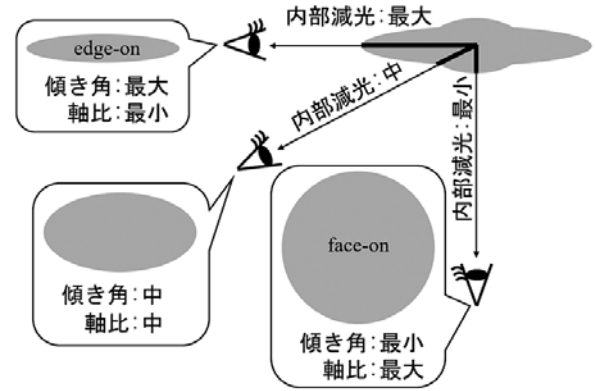 内部減光:最大
edge-on
傾き角:最大
軸比:最小
内部減光:中
内部減光:最小
傾き角:中
軸比:中
face-on
傾き角:最小
軸比:最大